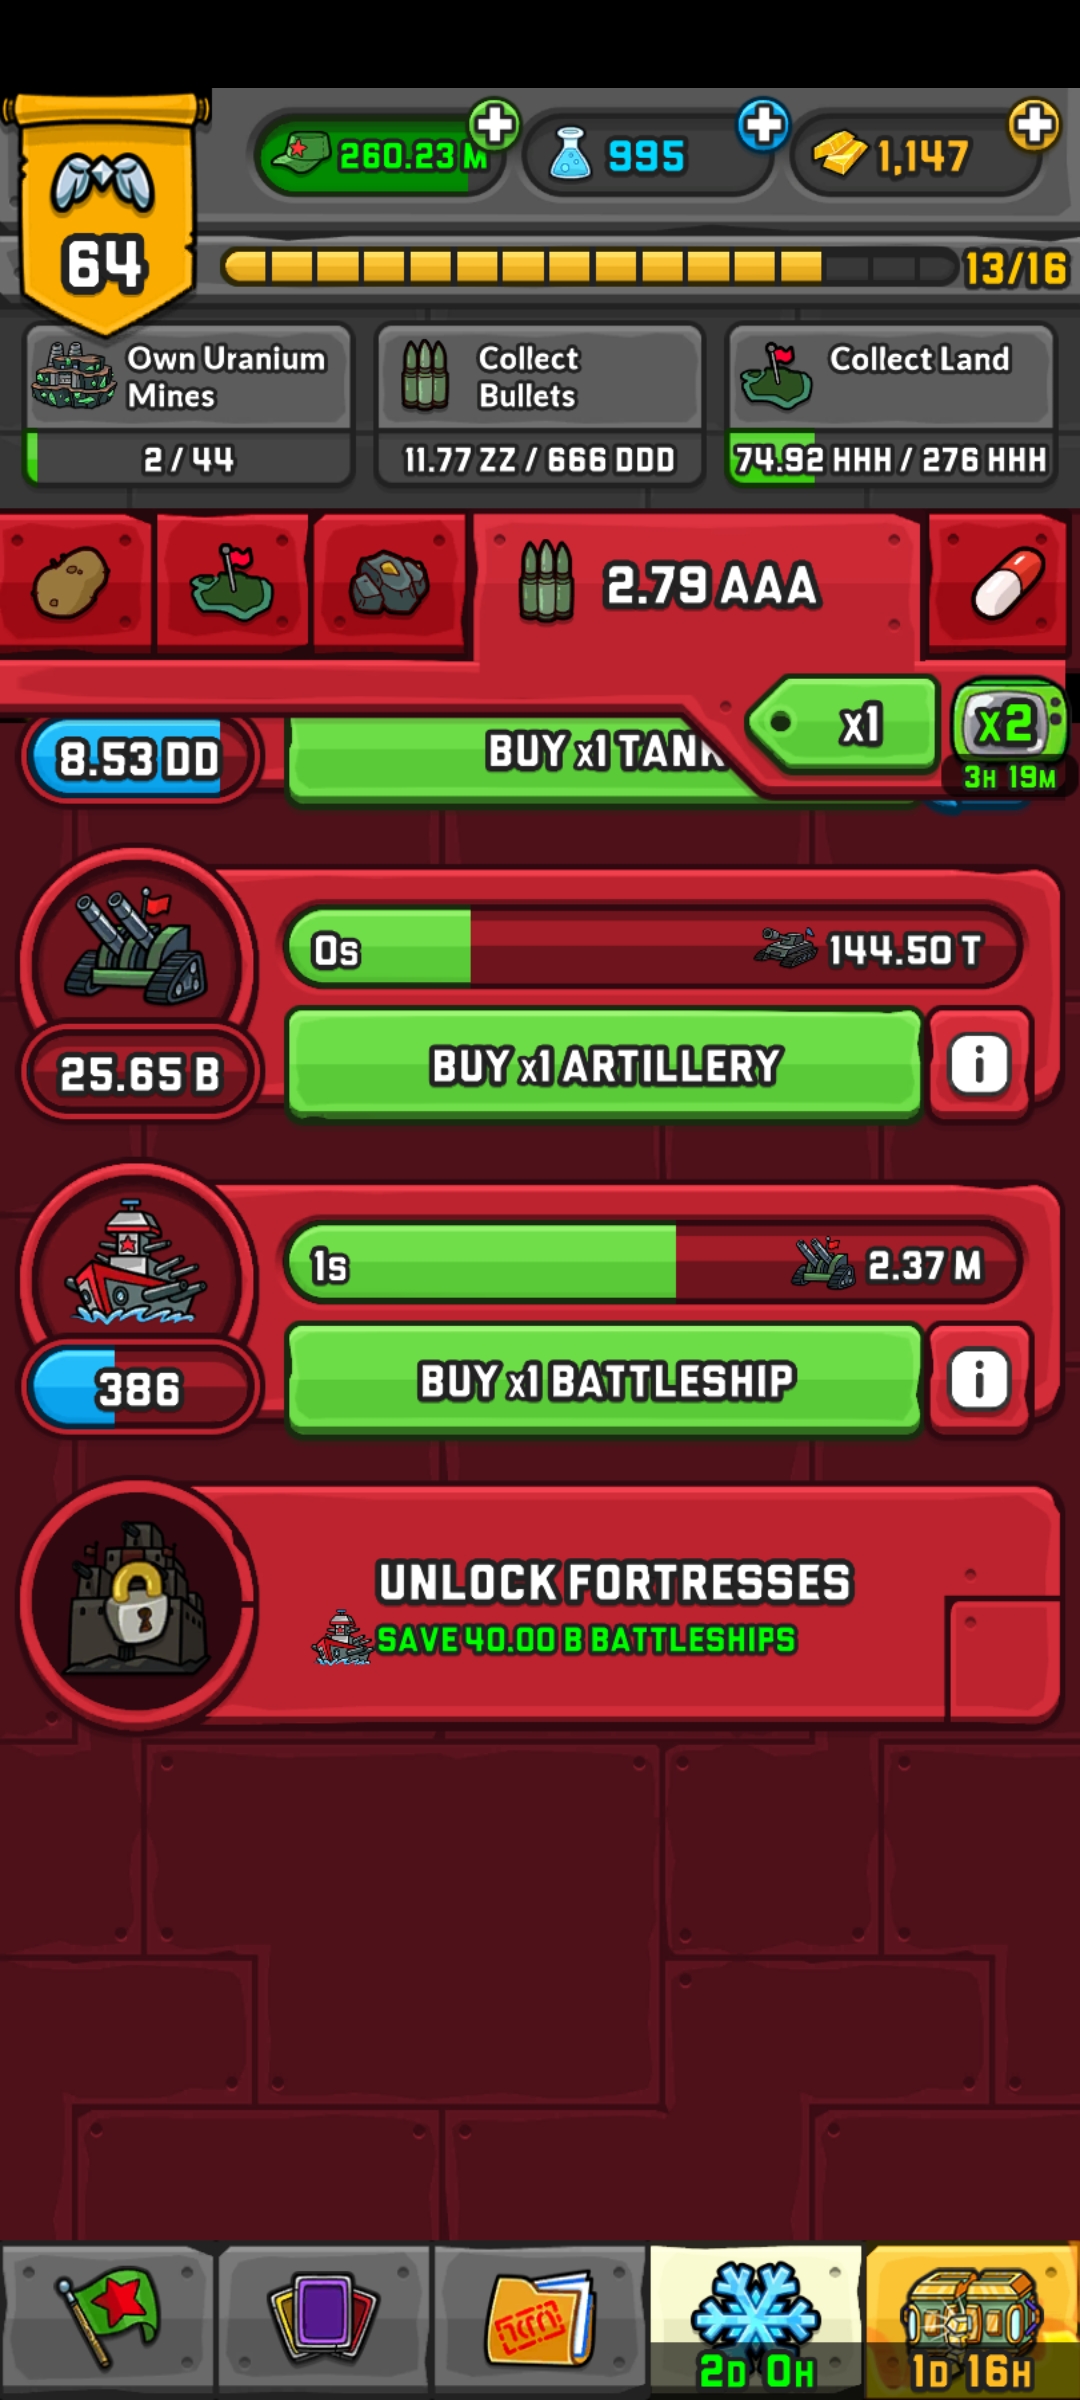 260.23 M
995
1,147
64
13/16
Own Uranium
Mines
2 / 44
Collect
Bullets
11.77 ZZ / 666 DDD
Collect Land
74.92 HHH / 276 HHH
2.79 AAA
x1
x2
3H 19M
8.53 DD
BUY x1 TANK
0s
144.50 T
25.65 B
BUY x1 ARTILLERY
i
1s
2.37 M
386
BUY x1 BATTLESHIP
i
UNLOCK FORTRESSES
SAVE 40.00 B BATTLESHIPS
2D 0H
1D 16H